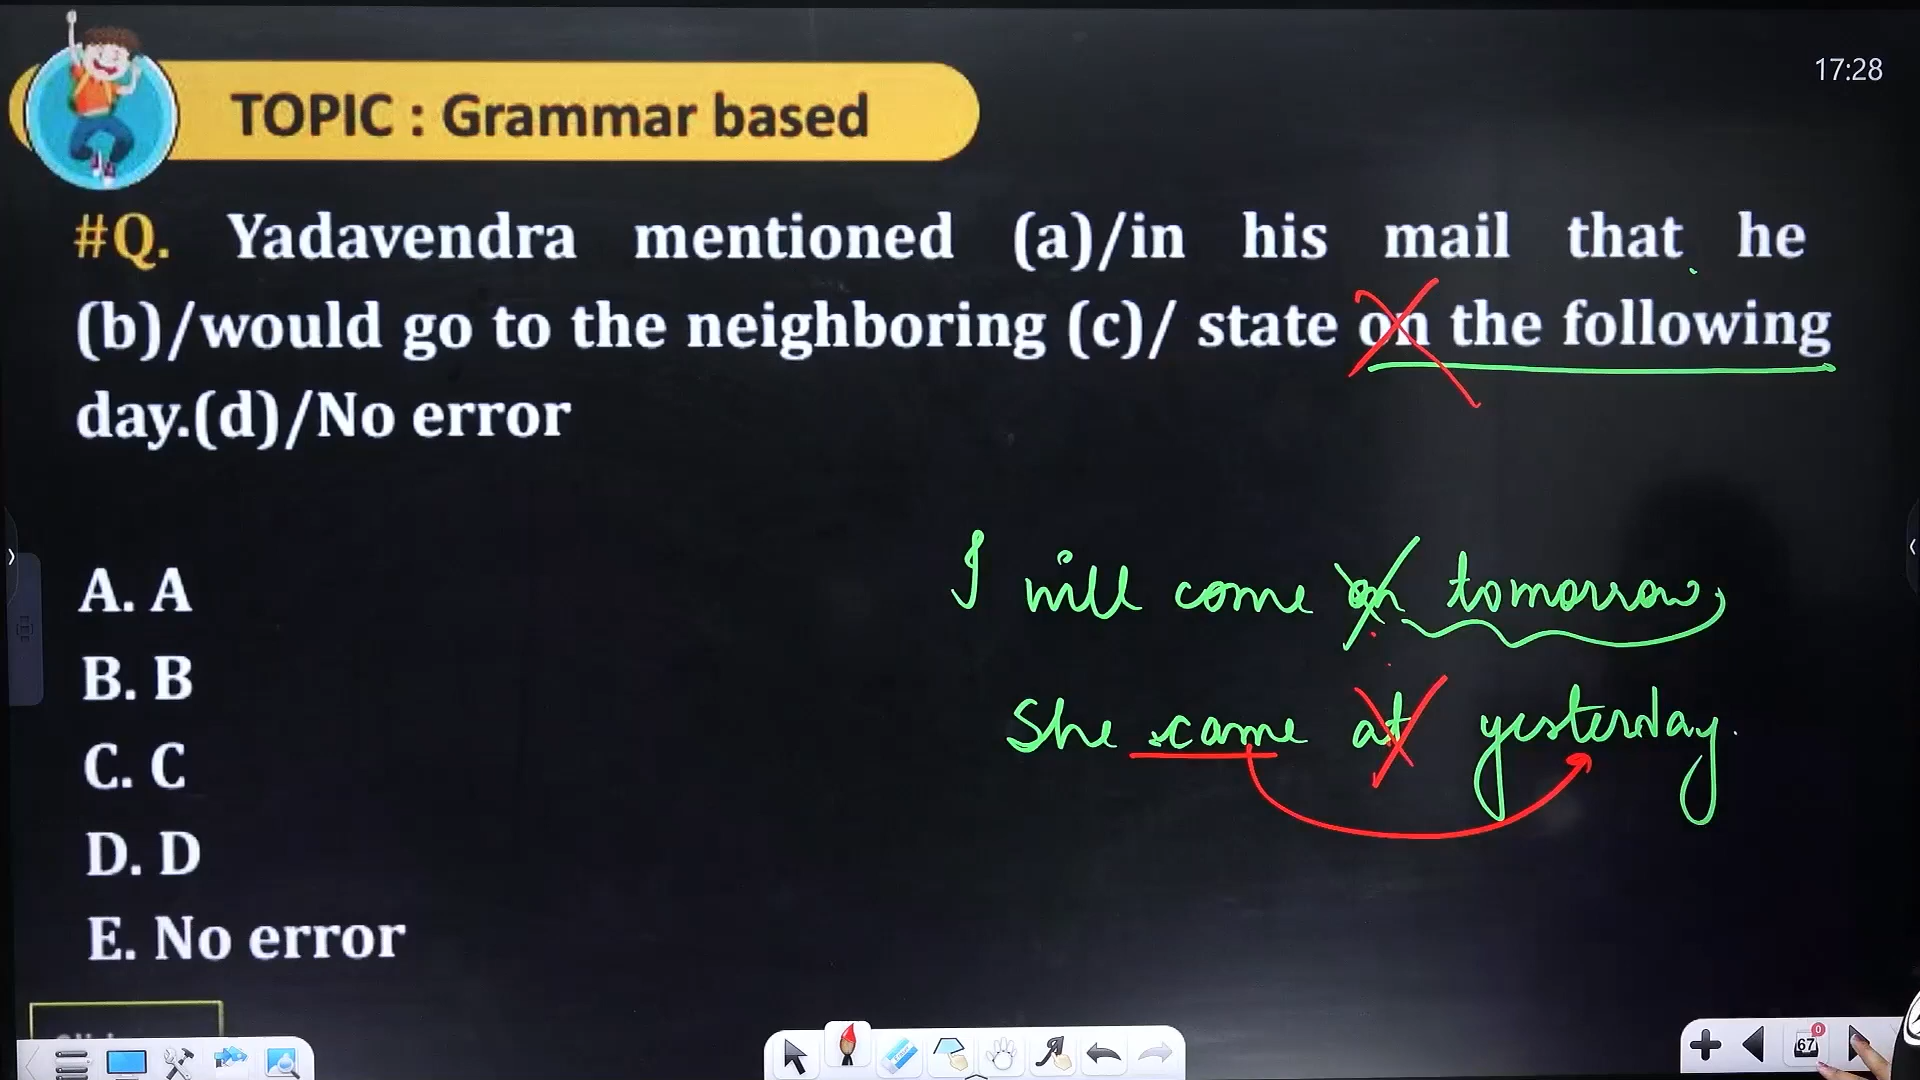 17:28
TOPIC : Grammar based
#Q. Yadavendra mentioned (a)/in his mail that he
(b)/would go to the neighboring (c)/ state on the following
day.(d)/No error
I will come on tomorrow,
She came at yesterday.
A. A
B. B
C. C
D. D
E. No error
0
67